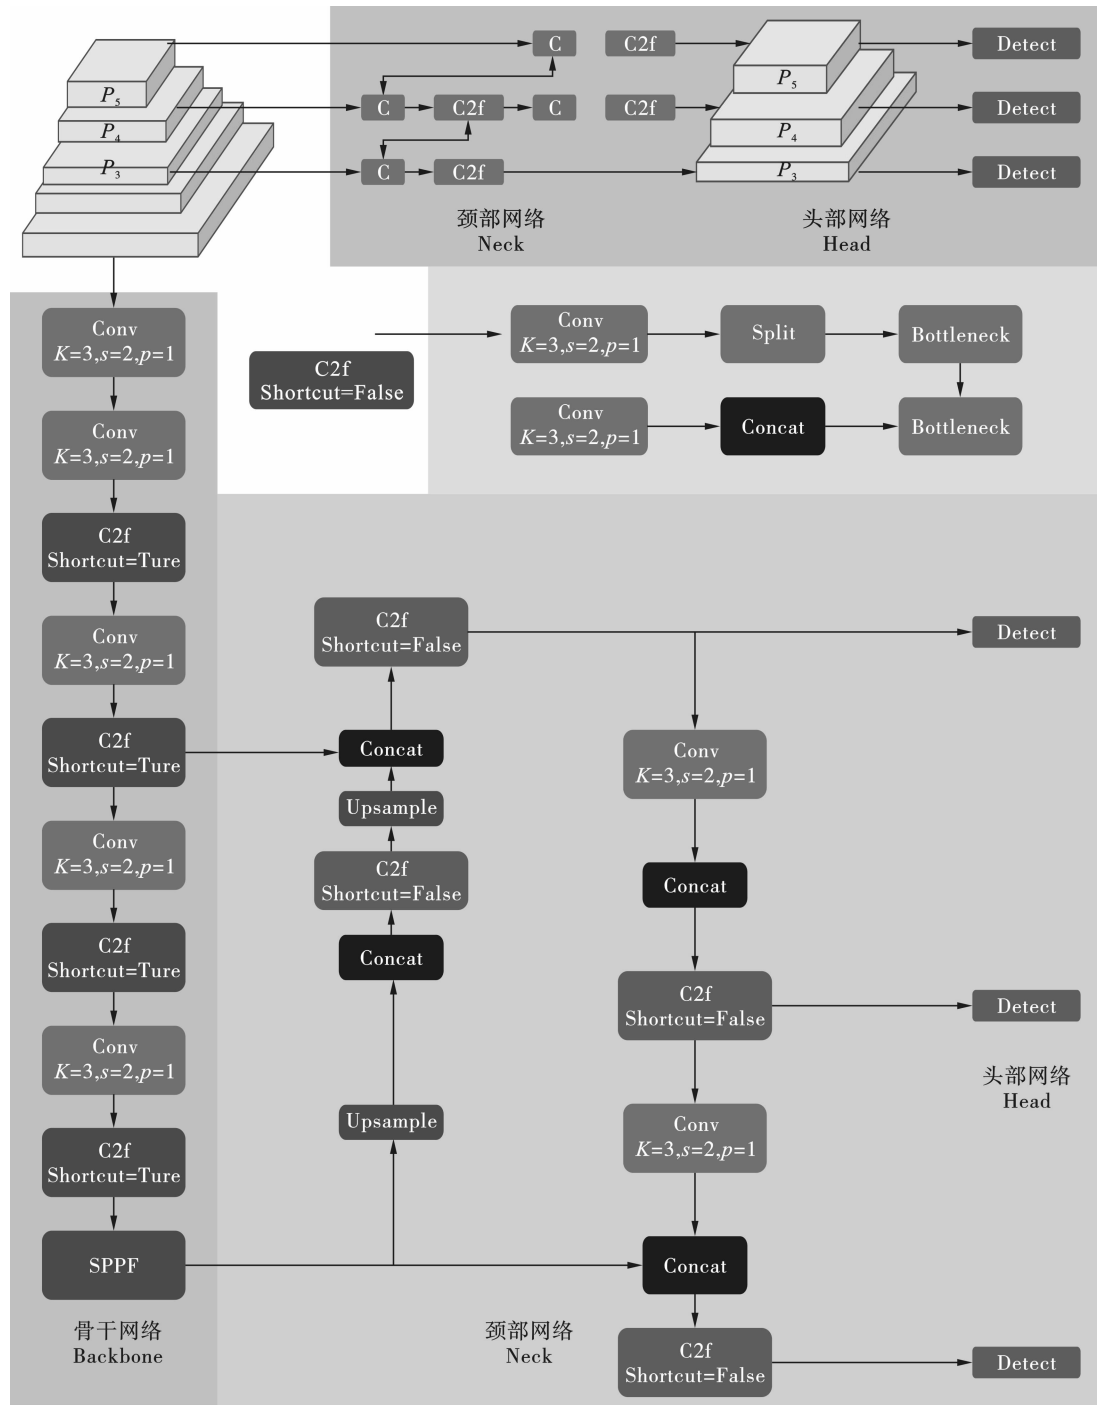 C
C2f
Detect
P5
P5
C
C2f
C
C2f
Detect
P4
P4
C
C2f
Detect
P3
P3
颈部网络
Neck
头部网络
Head
Conv
K=3,s=2,p=1
Conv
K=3,s=2,p=1
C2f
Shortcut=Ture
Conv
K=3,s=2,p=1
C2f
Shortcut=Ture
Conv
K=3,s=2,p=1
C2f
Shortcut=Ture
Conv
K=3,s=2,p=1
C2f
Shortcut=Ture
SPPF
骨干网络
Backbone
C2f
Shortcut=False
Conv
K=3,s=2,p=1
Split
Bottleneck
Conv
K=3,s=2,p=1
Concat
Bottleneck
C2f
Shortcut=False
Concat
Upsample
C2f
Shortcut=False
Concat
Upsample
颈部网络
Neck
Conv
K=3,s=2,p=1
Concat
C2f
Shortcut=False
Conv
K=3,s=2,p=1
Concat
C2f
Shortcut=False
Detect
Detect
头部网络
Head
Detect